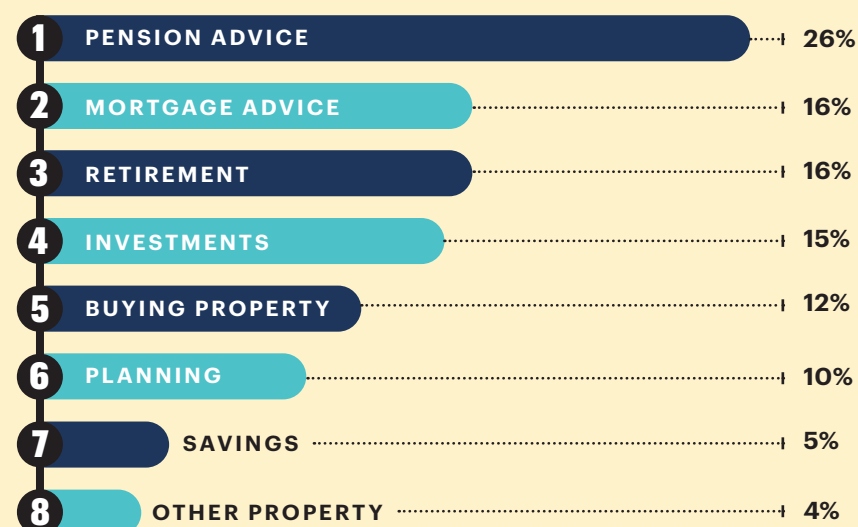 1 PENSION ADVICE 26%
2 MORTGAGE ADVICE 16%
3 RETIREMENT 16%
4 INVESTMENTS 15%
5 BUYING PROPERTY 12%
6 PLANNING 10%
7 SAVINGS 5%
8 OTHER PROPERTY 4%